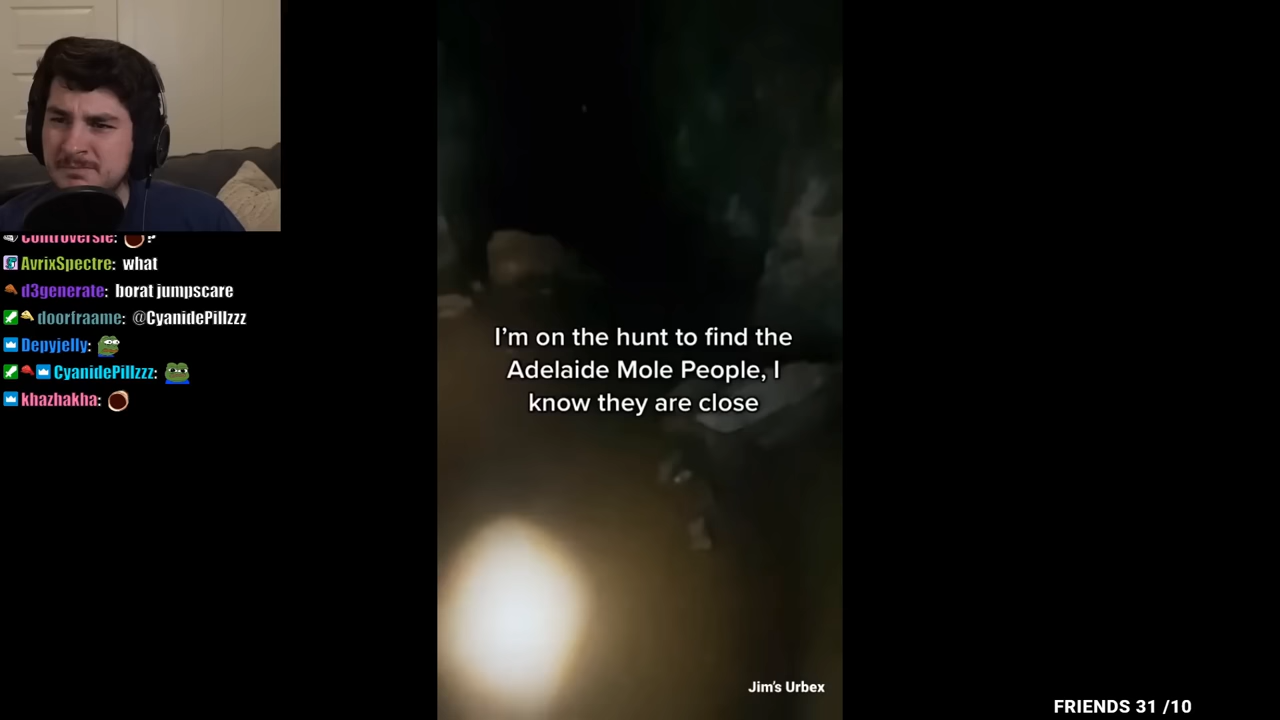 Controversie: ?
AvrixSpectre: what
d3generate: borat jumpscare
doorfraame: @CyanidePillzzz
Depyjelly:
CyanidePillzzz:
khazhakha:
I'm on the hunt to find the
Adelaide Mole People, I
know they are close
Jim's Urbex
FRIENDS 31 /10